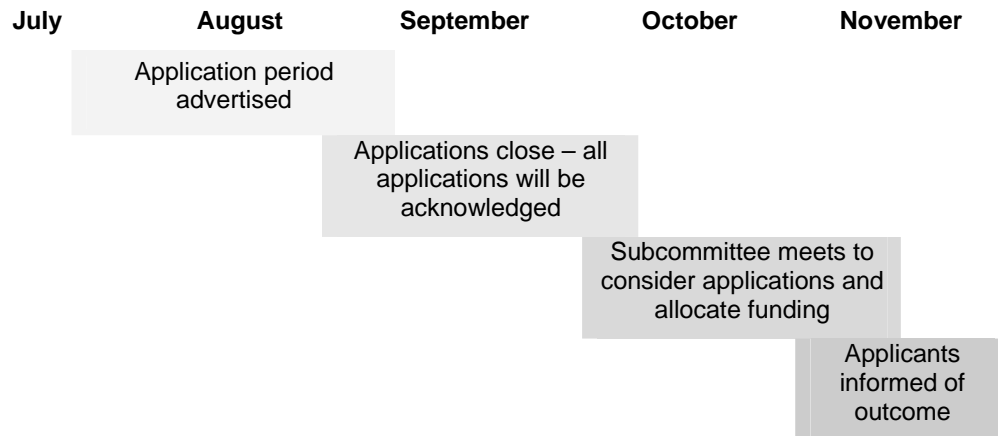 July August September October November
Application period
advertised
Applications close – all
applications will be
acknowledged
Subcommittee meets to
consider applications and
allocate funding
Applicants
informed of
outcome